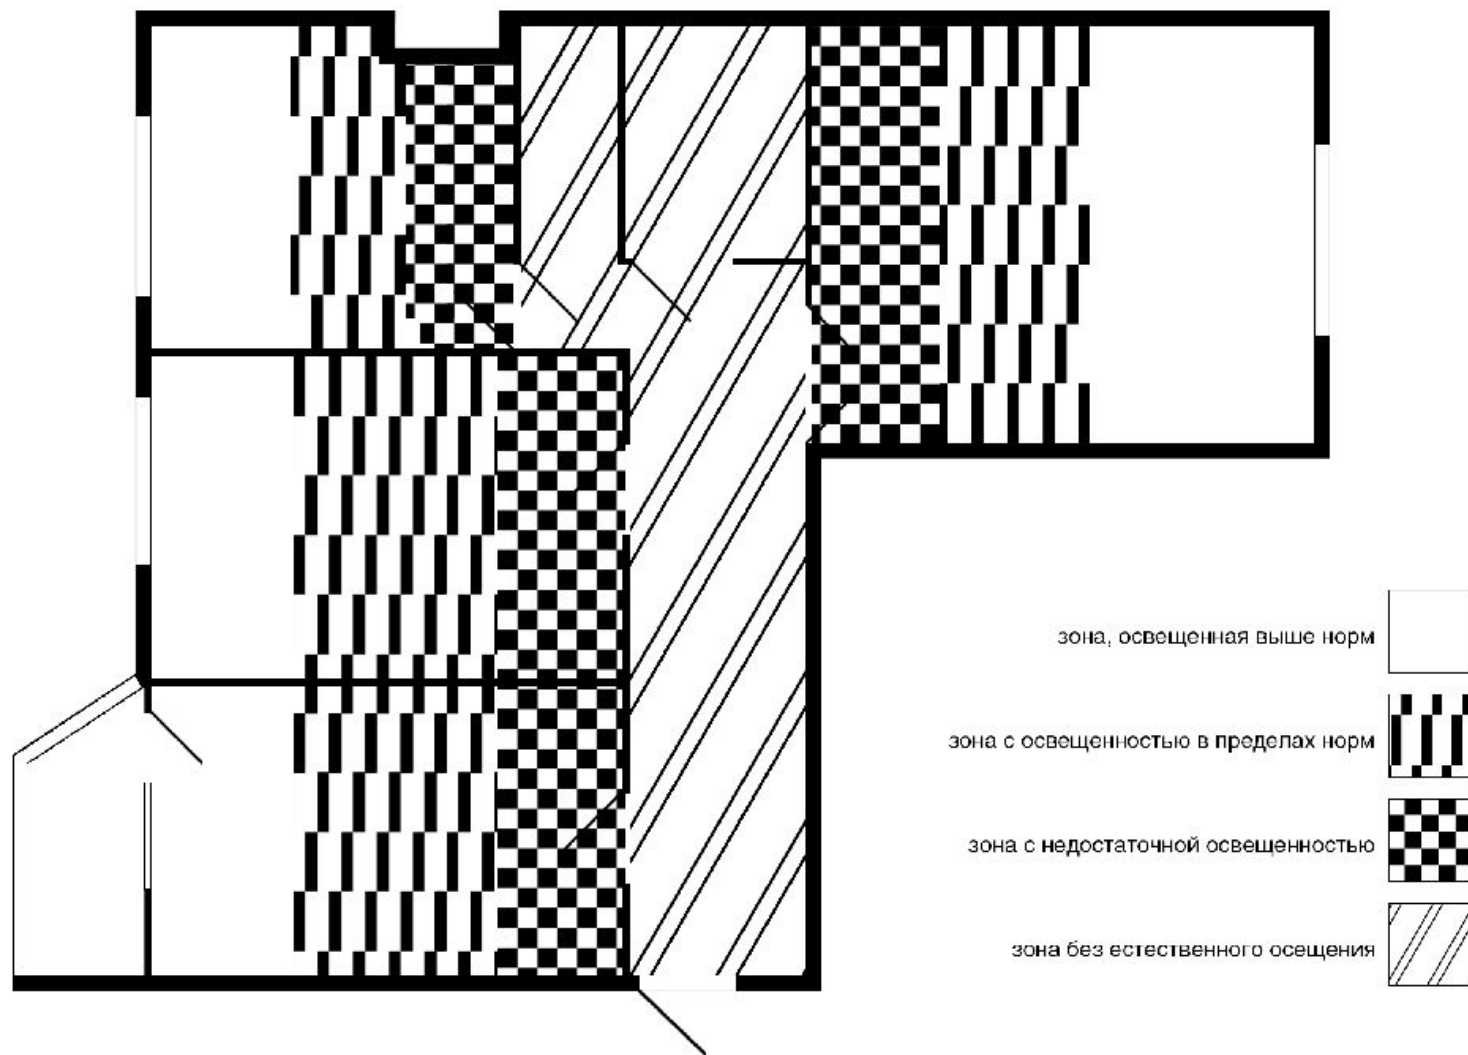 зона, освещенная выше норм
зона с освещенностью в пределах норм
зона с недостаточной освещенностью
зона без естественного осещения